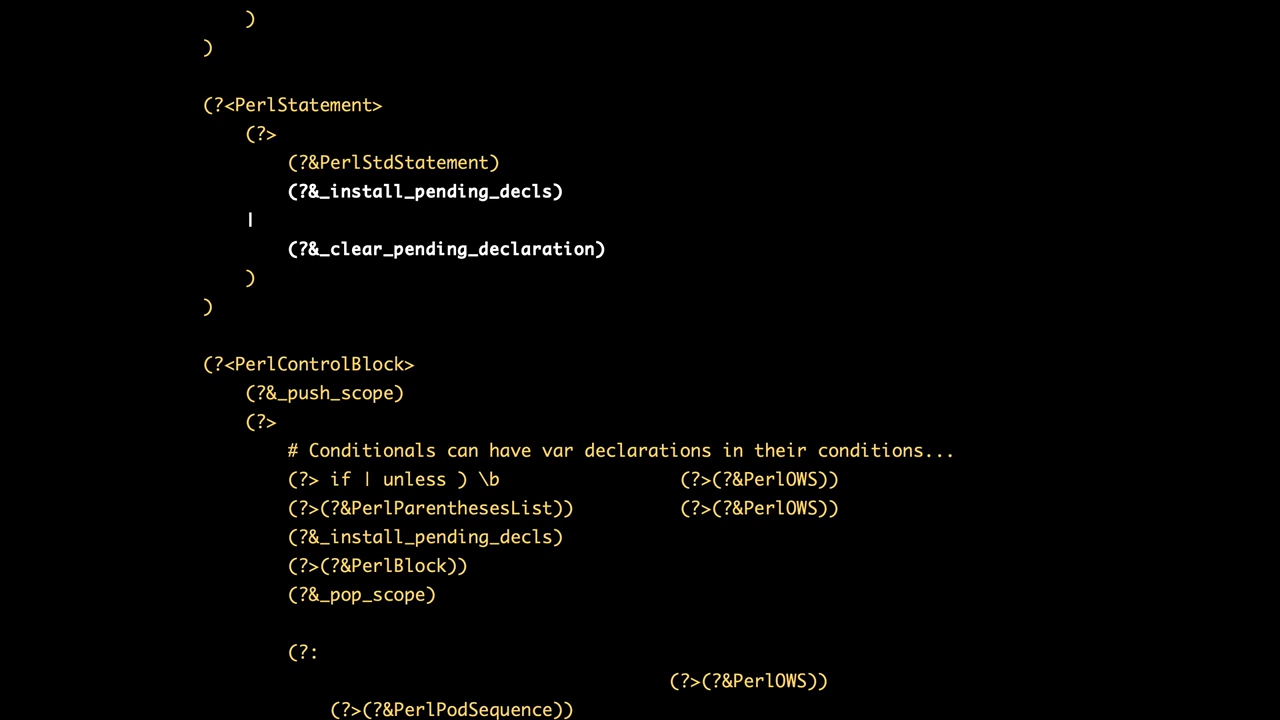 )
)

(?<PerlStatement>
    (?>
        (?&PerlStdStatement)
        (?&_install_pending_decls)
    |
        (?&_clear_pending_declaration)
    )
)

(?<PerlControlBlock>
    (?&_push_scope)
    (?>
        # Conditionals can have var declarations in their conditions...
        (?> if | unless ) \b                 (?>(?&PerlOWS))
        (?>(?&PerlParenthesesList))          (?>(?&PerlOWS))
        (?&_install_pending_decls)
        (?>(?&PerlBlock))
        (?&_pop_scope)

        (?:
                                            (?>(?&PerlOWS))
            (?>(?&PerlPodSequence))